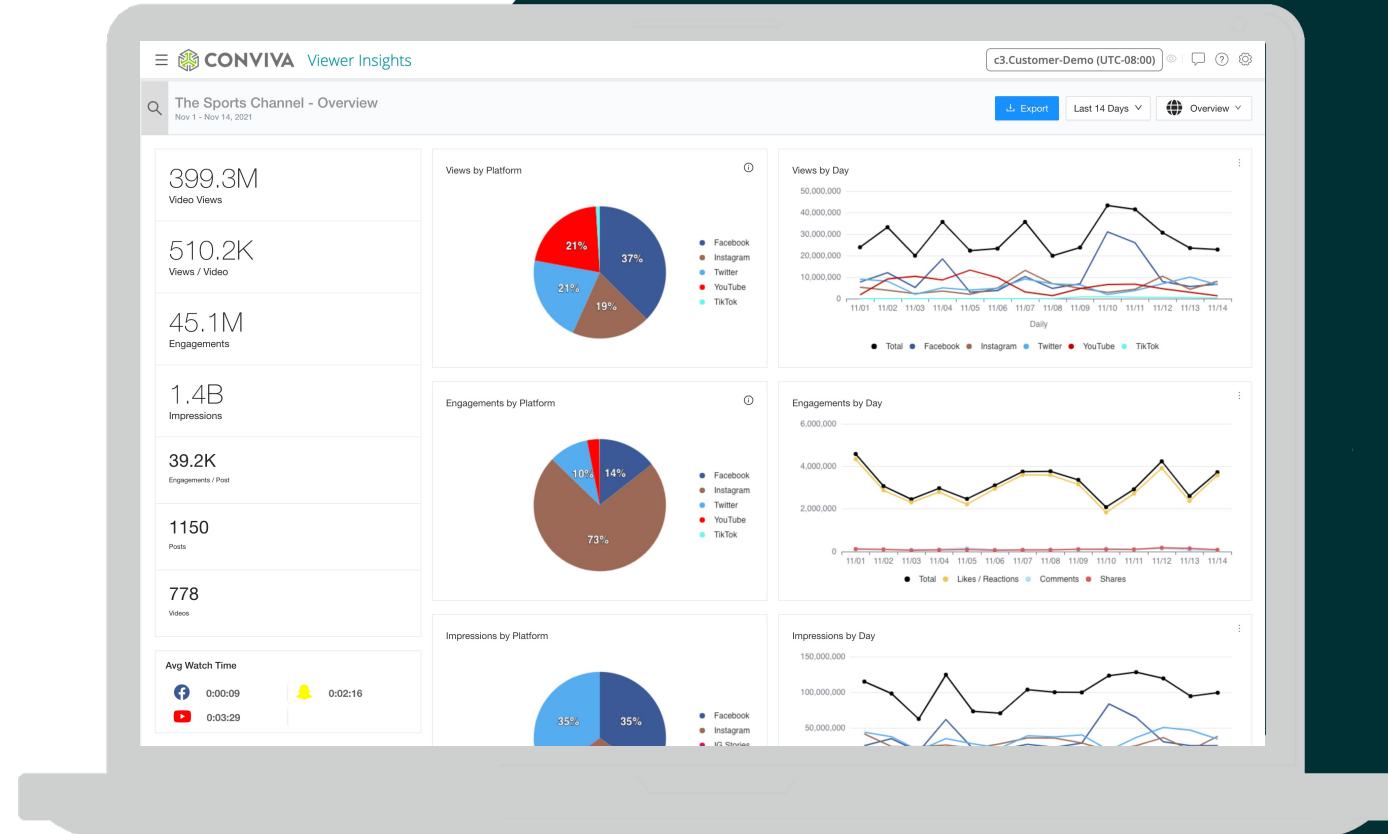 CONVIVA Viewer Insights
c3.Customer-Demo (UTC-08:00)
The Sports Channel - Overview
Nov 1 - Nov 14, 2021
Export
Last 14 Days
Overview
399.3M
Video Views
510.2K
Views / Video
45.1M
Engagements
1.4B
Impressions
39.2K
Engagements / Post
1150
Posts
778
Videos
Avg Watch Time
0:00:09
0:02:16
0:03:29
Views by Platform
37%
19%
21%
21%
Facebook
Instagram
Twitter
YouTube
TikTok
Views by Day
50,000,000
40,000,000
30,000,000
20,000,000
10,000,000
0
11/01 11/02 11/03 11/04 11/05 11/06 11/07 11/08 11/09 11/10 11/11 11/12 11/13 11/14
Daily
Total Facebook Instagram Twitter YouTube TikTok
Engagements by Platform
10% 14%
73%
Facebook
Instagram
Twitter
YouTube
TikTok
Engagements by Day
6,000,000
4,000,000
2,000,000
0
11/01 11/02 11/03 11/04 11/05 11/06 11/07 11/08 11/09 11/10 11/11 11/12 11/13 11/14
Total Likes / Reactions Comments Shares
Impressions by Platform
35% 35%
Facebook
Instagram
IG Stories
Impressions by Day
150,000,000
100,000,000
50,000,000